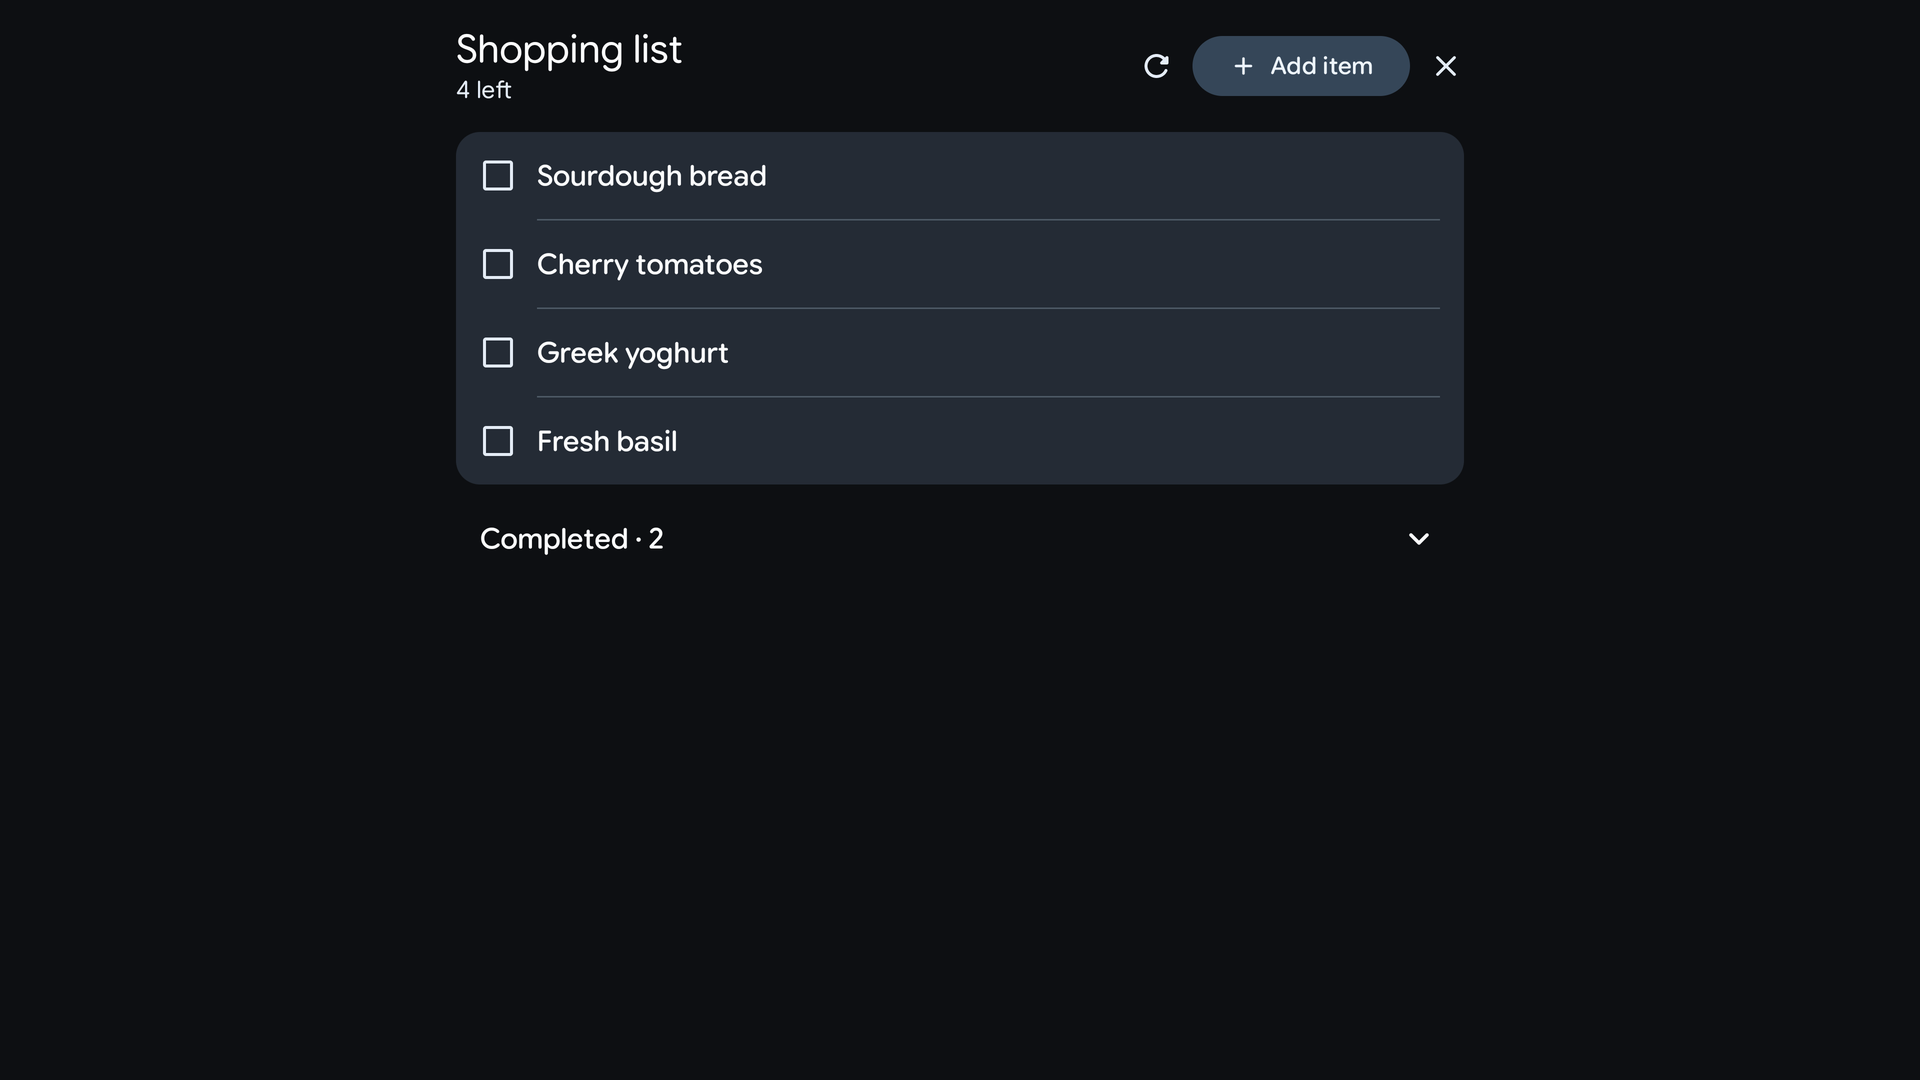 Shopping list
4 left
Add item
Sourdough bread
Cherry tomatoes
Greek yoghurt
Fresh basil
Completed · 2